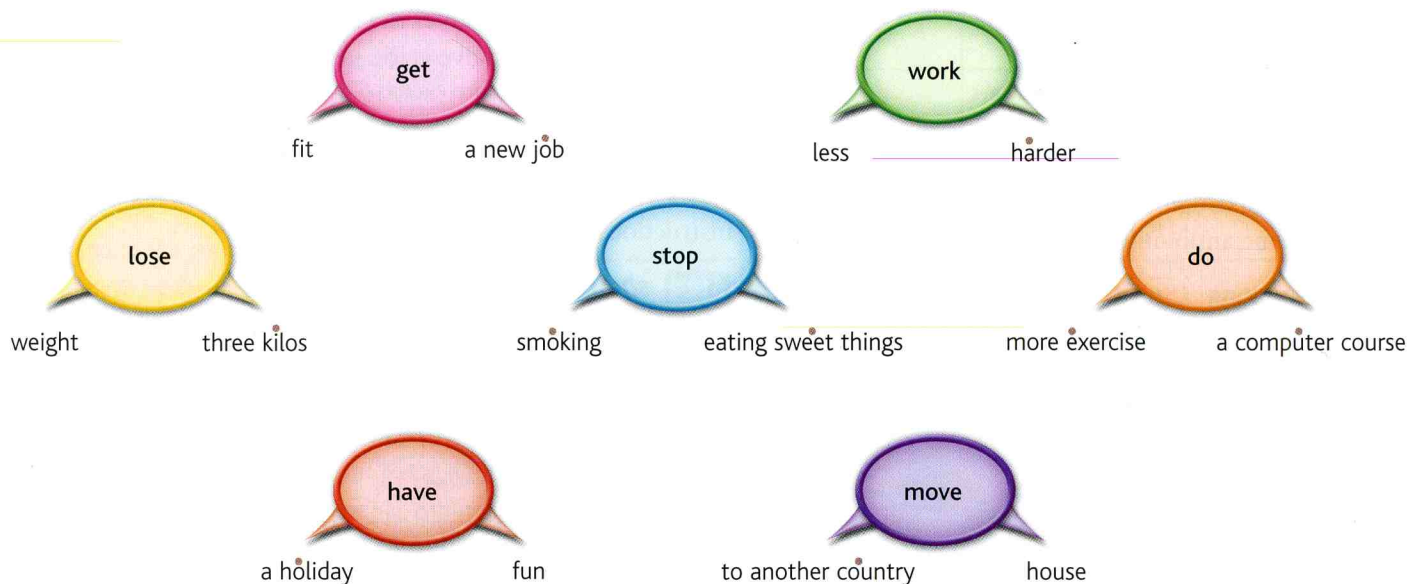 get
work
fit a new job
less harder
lose
stop
do
weight three kilos
smoking eating sweet things
more exercise a computer course
have
move
a holiday fun
to another country house